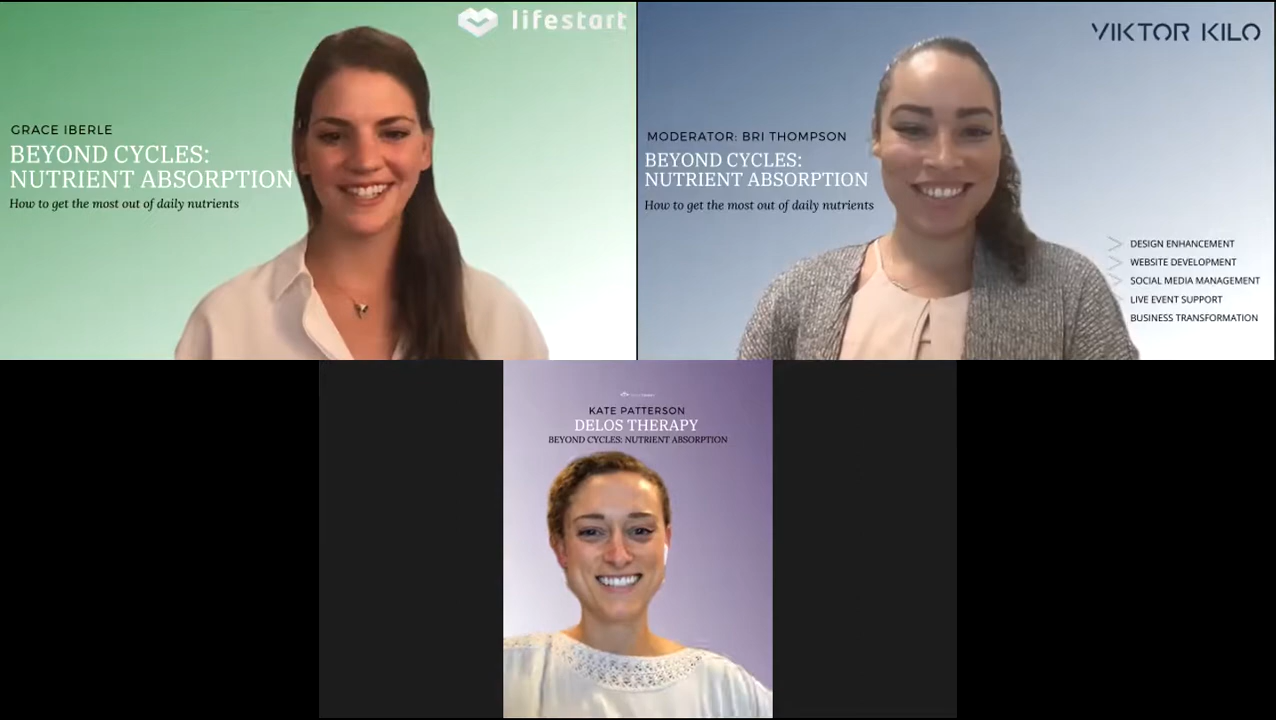 lifestart
GRACE IBERLE
BEYOND CYCLES:
NUTRIENT ABSORPTION
How to get the most out of daily nutrients
VIKTOR KILO
MODERATOR: BRI THOMPSON
BEYOND CYCLES:
NUTRIENT ABSORPTION
How to get the most out of daily nutrients
DESIGN ENHANCEMENT
WEBSITE DEVELOPMENT
SOCIAL MEDIA MANAGEMENT
LIVE EVENT SUPPORT
BUSINESS TRANSFORMATION
KATE PATTERSON
DELOS THERAPY
BEYOND CYCLES: NUTRIENT ABSORPTION